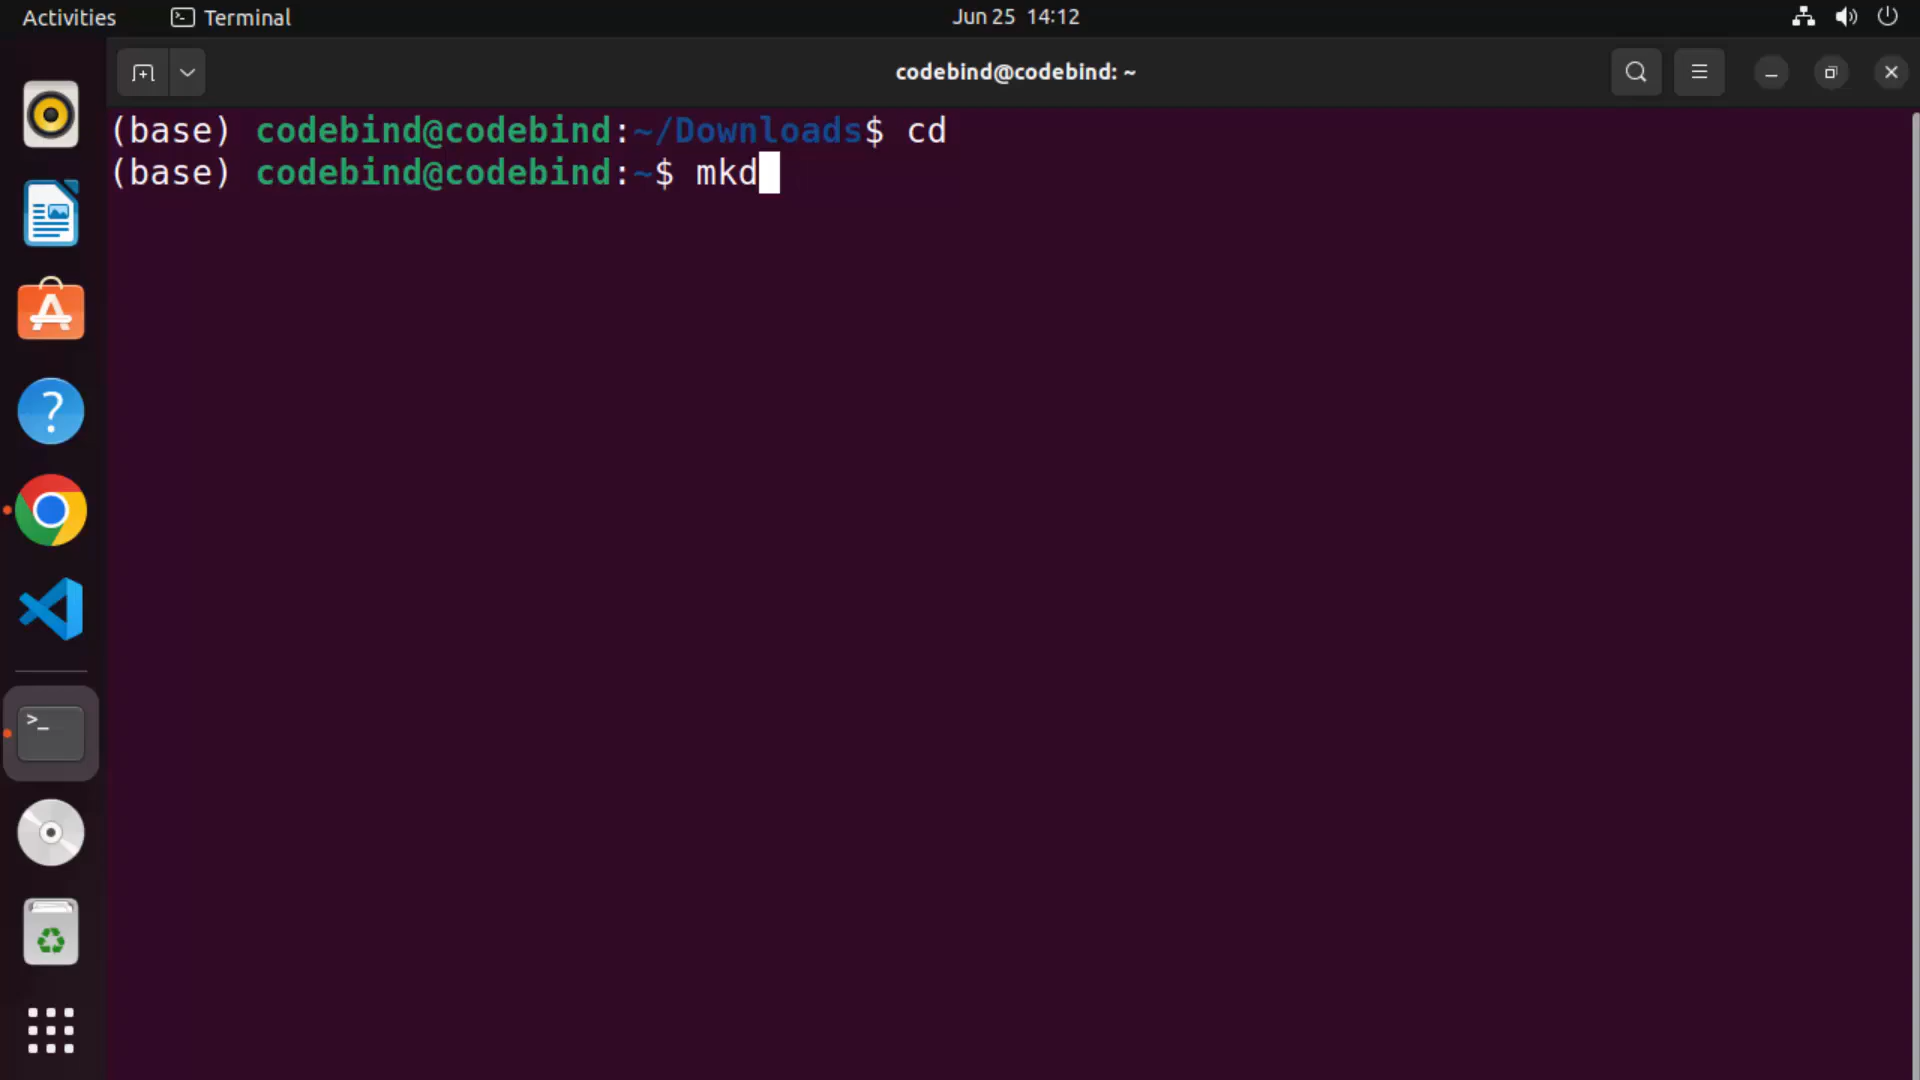 Activities Terminal Jun 25 14:12
codebind@codebind: ~
(base) codebind@codebind:~/Downloads$ cd
(base) codebind@codebind:~$ mkd